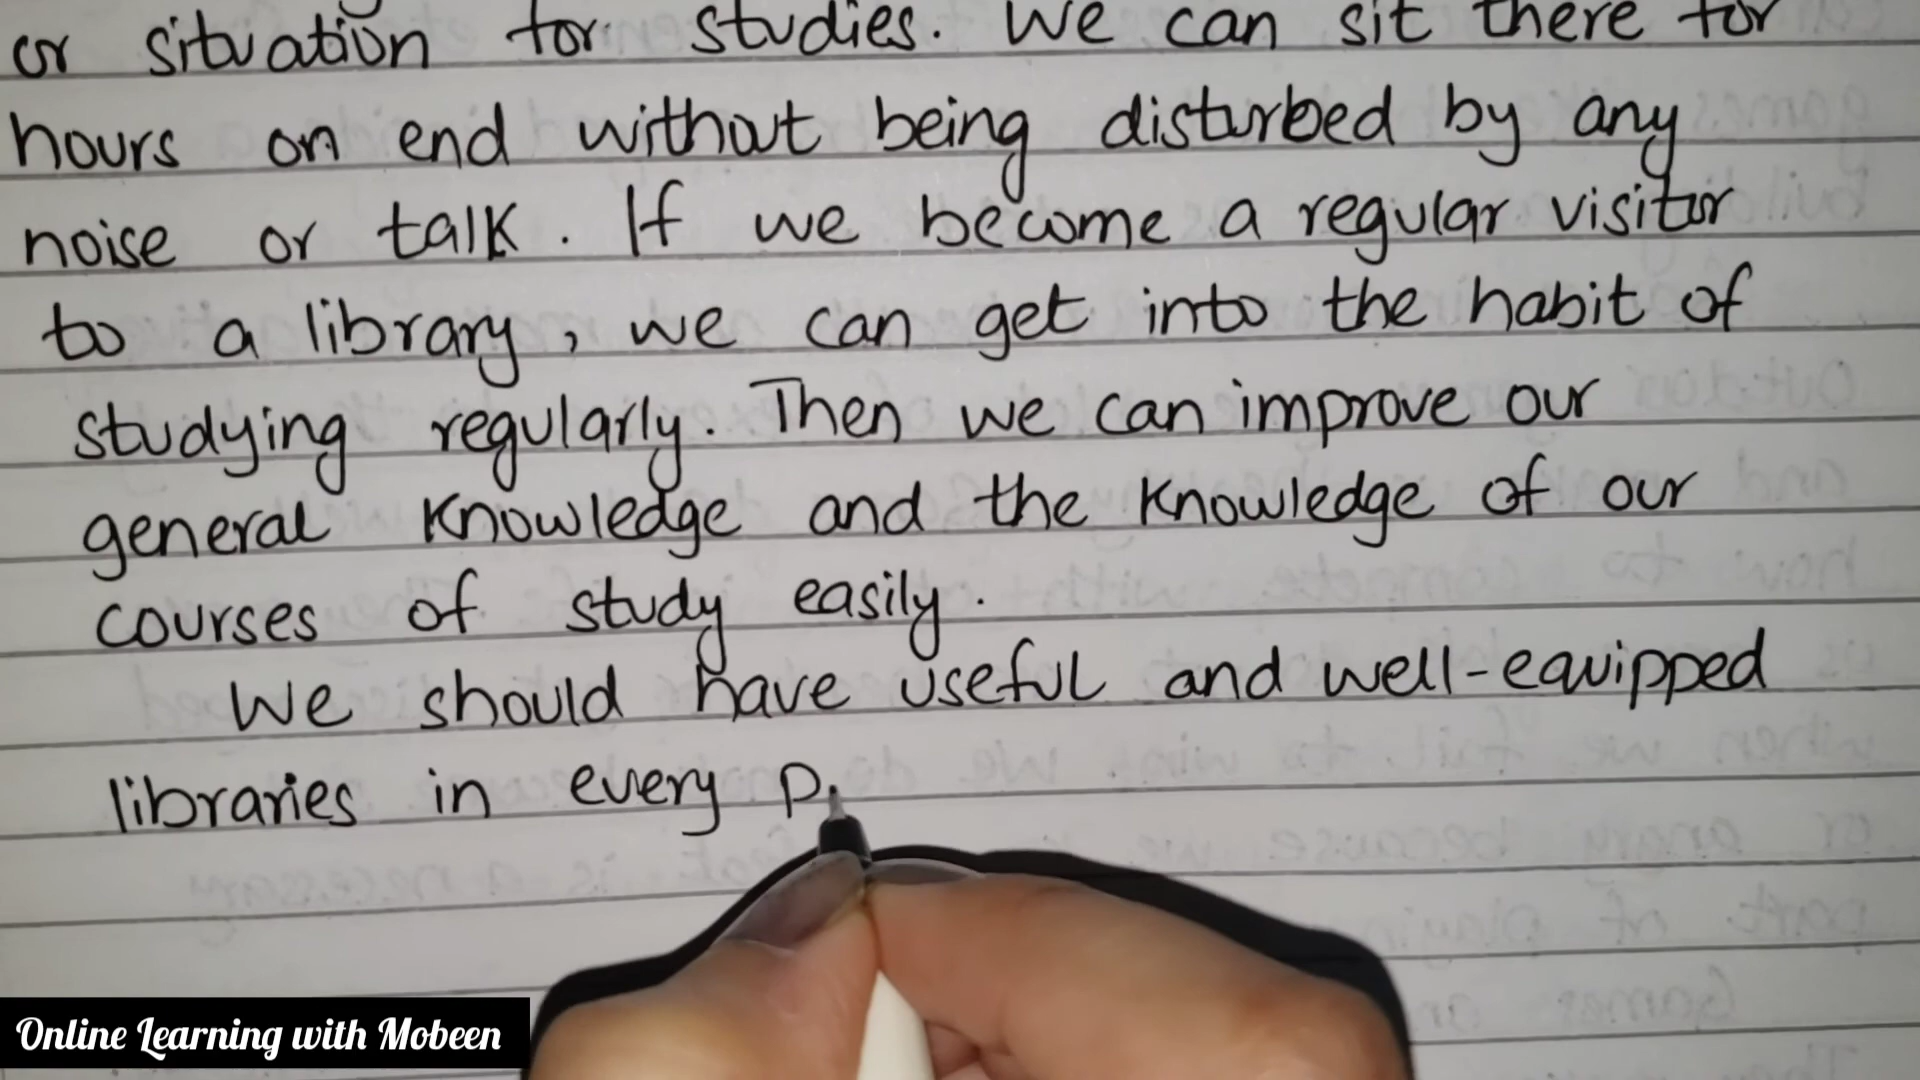 or situation for studies. We can sit there for
hours on end without being disturbed by any
noise or talk. If we become a regular visitor
to a library, we can get into the habit of
studying regularly. Then we can improve our
general knowledge and the knowledge of our
courses of study easily.
We should have useful and well-equipped
libraries in every p
Online Learning with Mobeen